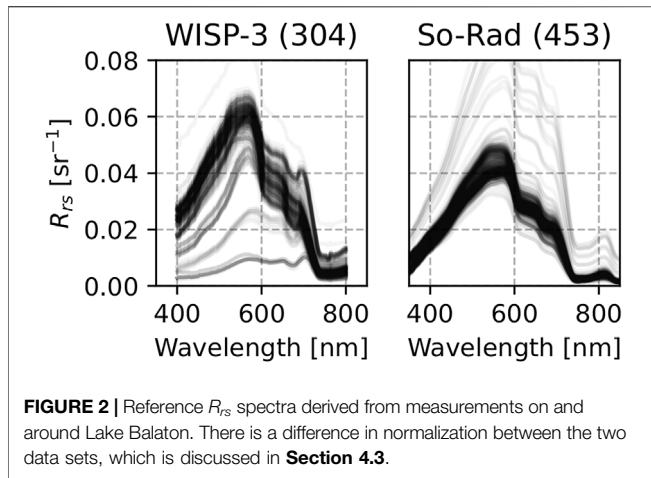 WISP-3 (304) So-Rad (453)
0.08
0.06
0.04
0.02
0.00
R_rs [sr⁻¹]
400 600 800 400 600 800
Wavelength [nm] Wavelength [nm]
FIGURE 2 | Reference R_rs spectra derived from measurements on and
around Lake Balaton. There is a difference in normalization between the two
data sets, which is discussed in Section 4.3.